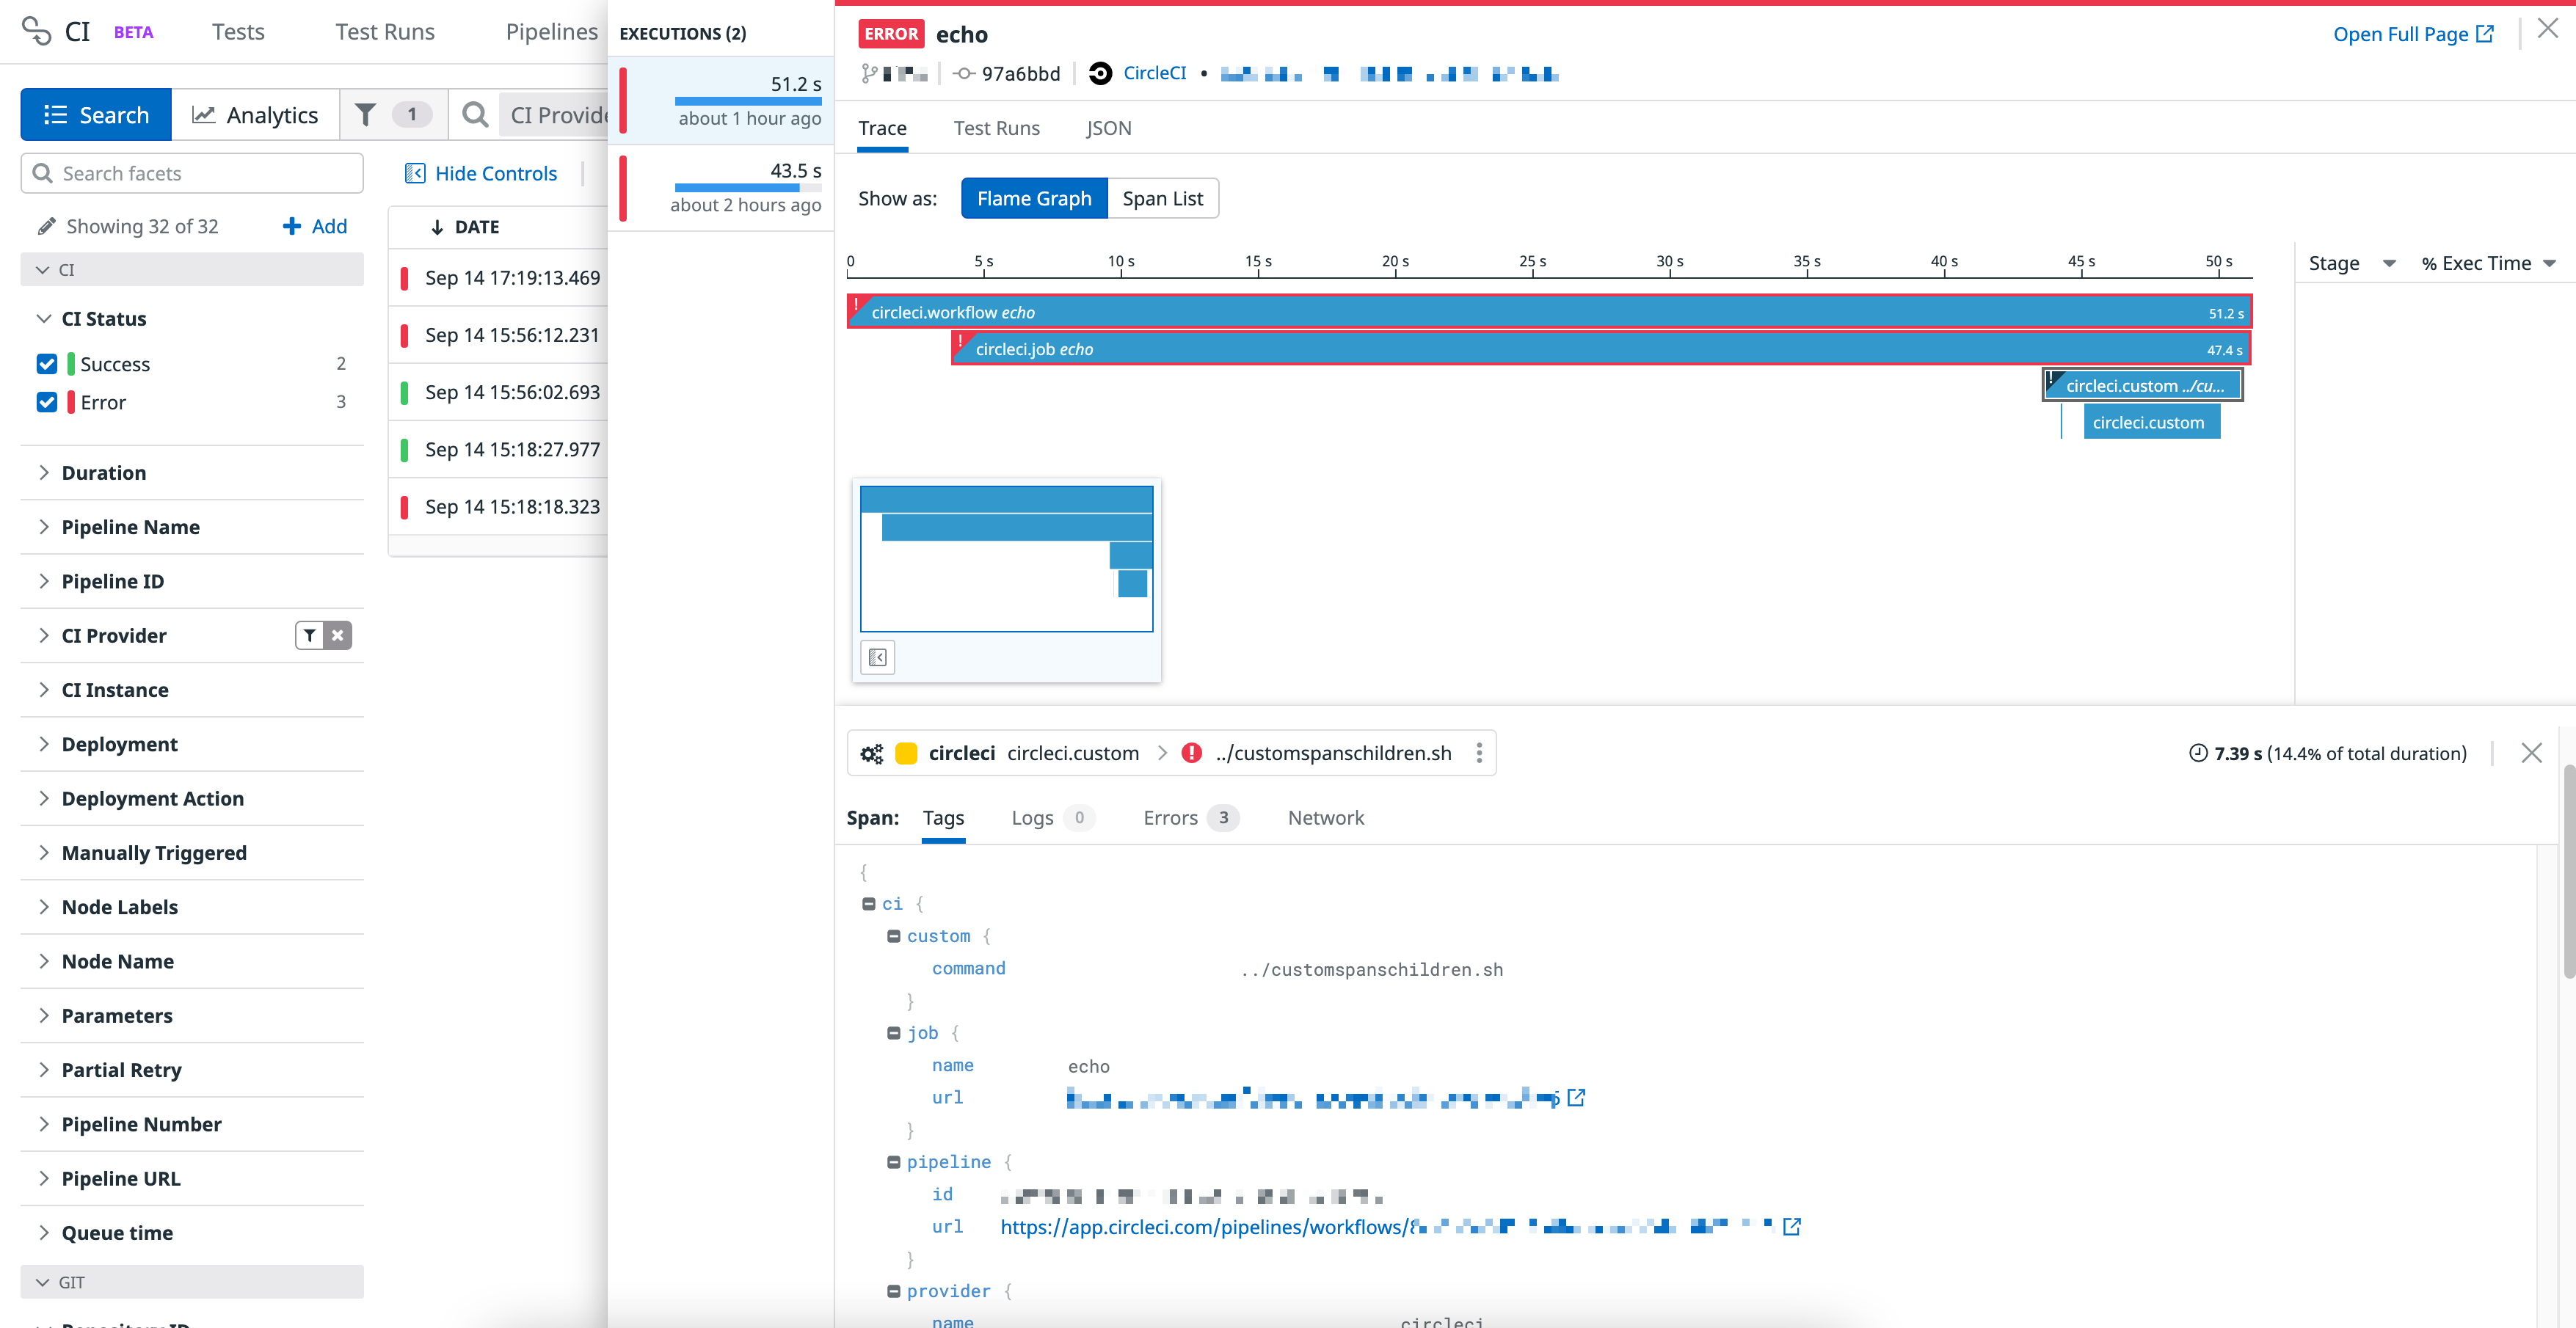 CI BETA Tests Test Runs Pipelines
Search Analytics 1 CI Provide
Search facets
Hide Controls
Showing 32 of 32 Add
CI
CI Status
Success 2
Error 3
Duration
Pipeline Name
Pipeline ID
CI Provider
CI Instance
Deployment
Deployment Action
Manually Triggered
Node Labels
Node Name
Parameters
Partial Retry
Pipeline Number
Pipeline URL
Queue time
GIT
Repository ID
DATE
Sep 14 17:19:13.469
Sep 14 15:56:12.231
Sep 14 15:56:02.693
Sep 14 15:18:27.977
Sep 14 15:18:18.323
EXECUTIONS (2)
51.2 s
about 1 hour ago
43.5 s
about 2 hours ago
ERROR echo
Open Full Page
97a6bbd CircleCI •
Trace Test Runs JSON
Show as: Flame Graph Span List
0 5 s 10 s 15 s 20 s 25 s 30 s 35 s 40 s 45 s 50 s
Stage % Exec Time
! circleci.workflow echo 51.2 s
! circleci.job echo 47.4 s
! circleci.custom ../cu...
circleci.custom
circleci circleci.custom ! ../customspanschildren.sh
7.39 s (14.4% of total duration)
Span: Tags Logs 0 Errors 3 Network
{
ci {
custom {
command ../customspanschildren.sh
}
job {
name echo
url
}
pipeline {
id
url https://app.circleci.com/pipelines/workflows/
}
provider {
name circleci